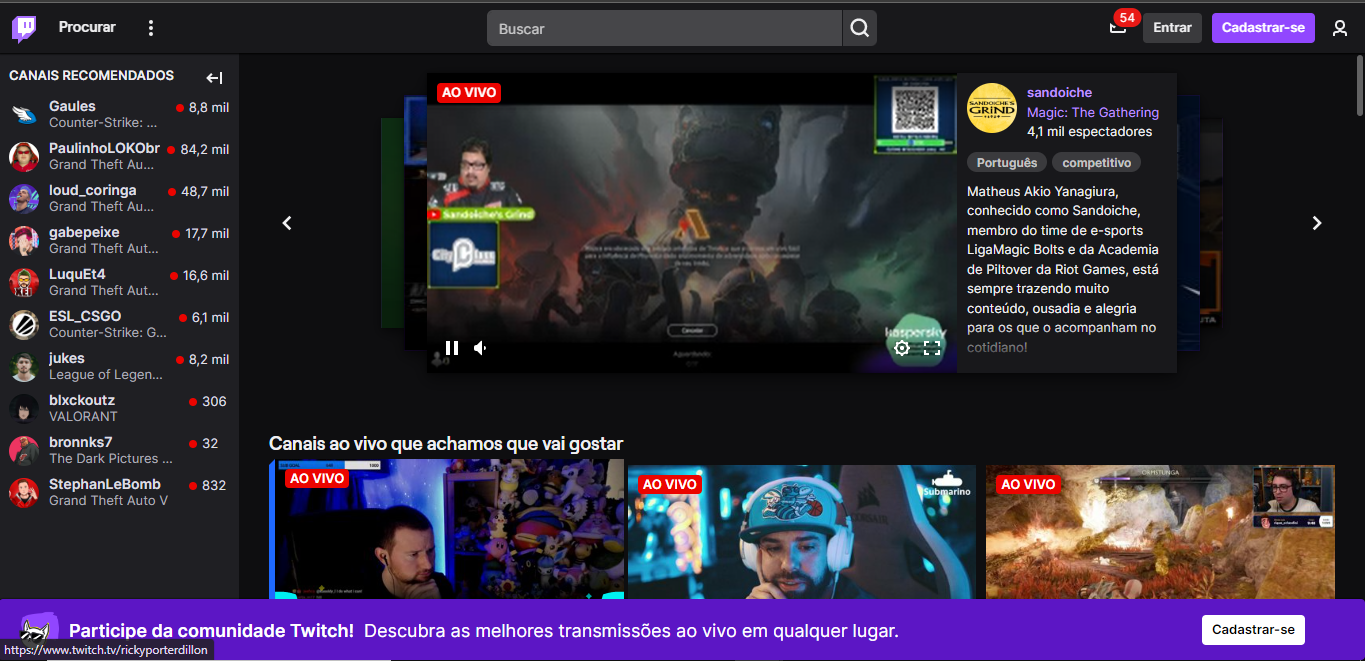 Procurar
Buscar
54
Entrar
Cadastrar-se
CANAIS RECOMENDADOS
Gaules
8,8 mil
Counter-Strike: ...
PaulinhoLOKObr
84,2 mil
Grand Theft Au...
loud_coringa
48,7 mil
Grand Theft Au...
gabepeixe
17,7 mil
Grand Theft Aut...
LuquEt4
16,6 mil
Grand Theft Aut...
ESL_CSGO
6,1 mil
Counter-Strike: G...
jukes
8,2 mil
League of Legen...
blxckoutz
306
VALORANT
bronnks7
32
The Dark Pictures ...
StephanLeBomb
832
Grand Theft Auto V
AO VIVO
Sandoiche's Grind
Cancelar
Aguardando
kaspersky
SANDOICHE'S
GRIND
sandoiche
Magic: The Gathering
4,1 mil espectadores
Português
competitivo
Matheus Akio Yanagiura,
conhecido como Sandoiche,
membro do time de e-sports
LigaMagic Bolts e da Academia
de Piltover da Riot Games, está
sempre trazendo muito
conteúdo, ousadia e alegria
para os que o acompanham no
cotidiano!
Canais ao vivo que achamos que vai gostar
AO VIVO
AO VIVO
Submarino
CORSAIR
AO VIVO
Participe da comunidade Twitch! Descubra as melhores transmissões ao vivo em qualquer lugar.
Cadastrar-se
https://www.twitch.tv/rickyporterdillon